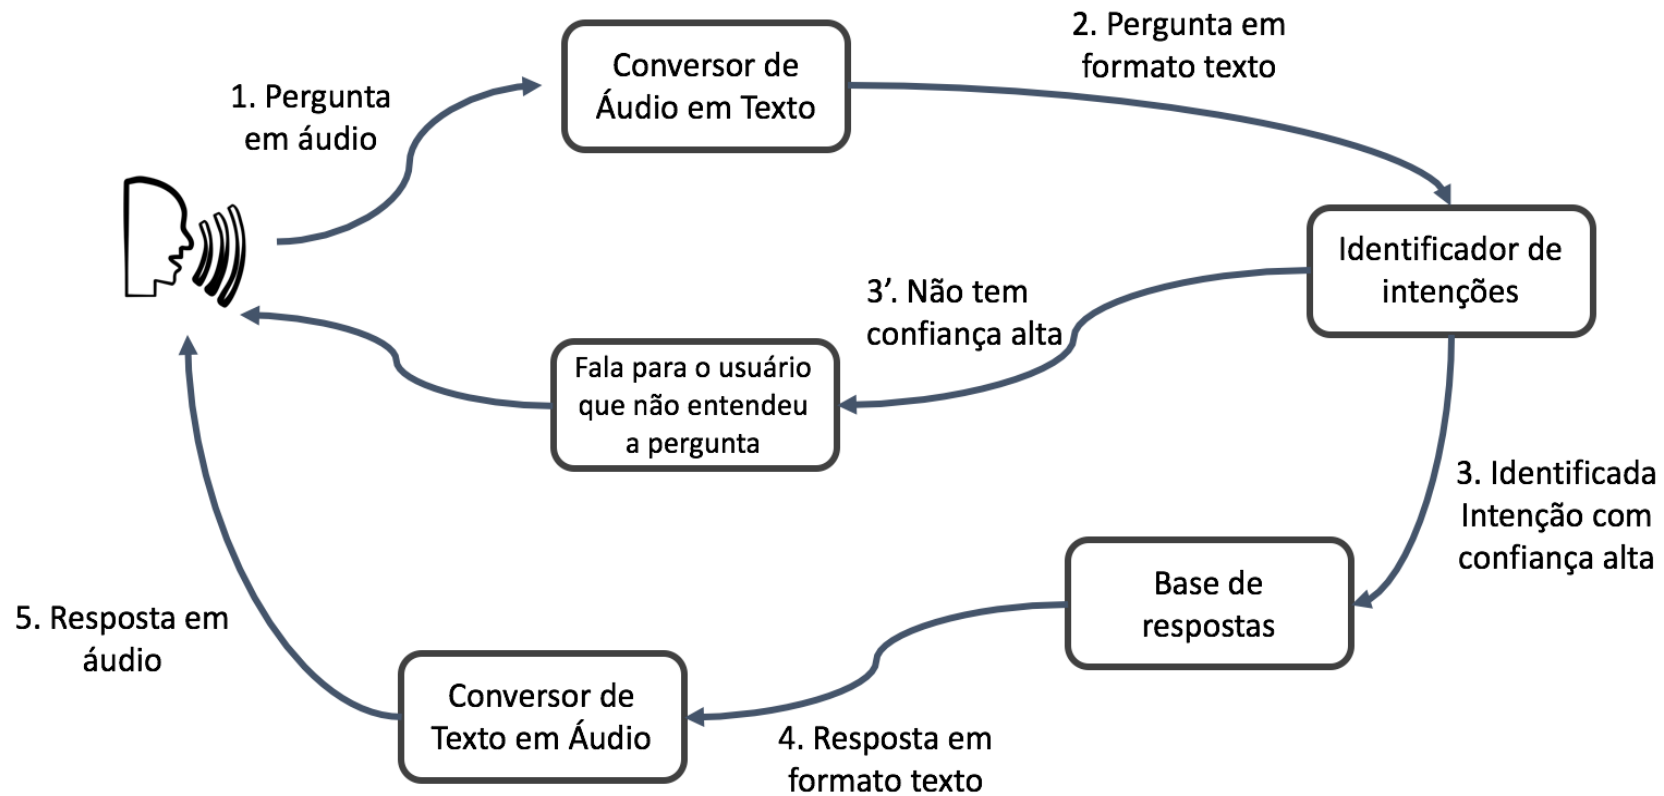 1. Pergunta
em áudio
Conversor de
Áudio em Texto
2. Pergunta em
formato texto
Identificador de
intenções
3’. Não tem
confiança alta
Fala para o usuário
que não entendeu
a pergunta
3. Identificada
Intenção com
confiança alta
Base de
respostas
4. Resposta em
formato texto
Conversor de
Texto em Áudio
5. Resposta em
áudio